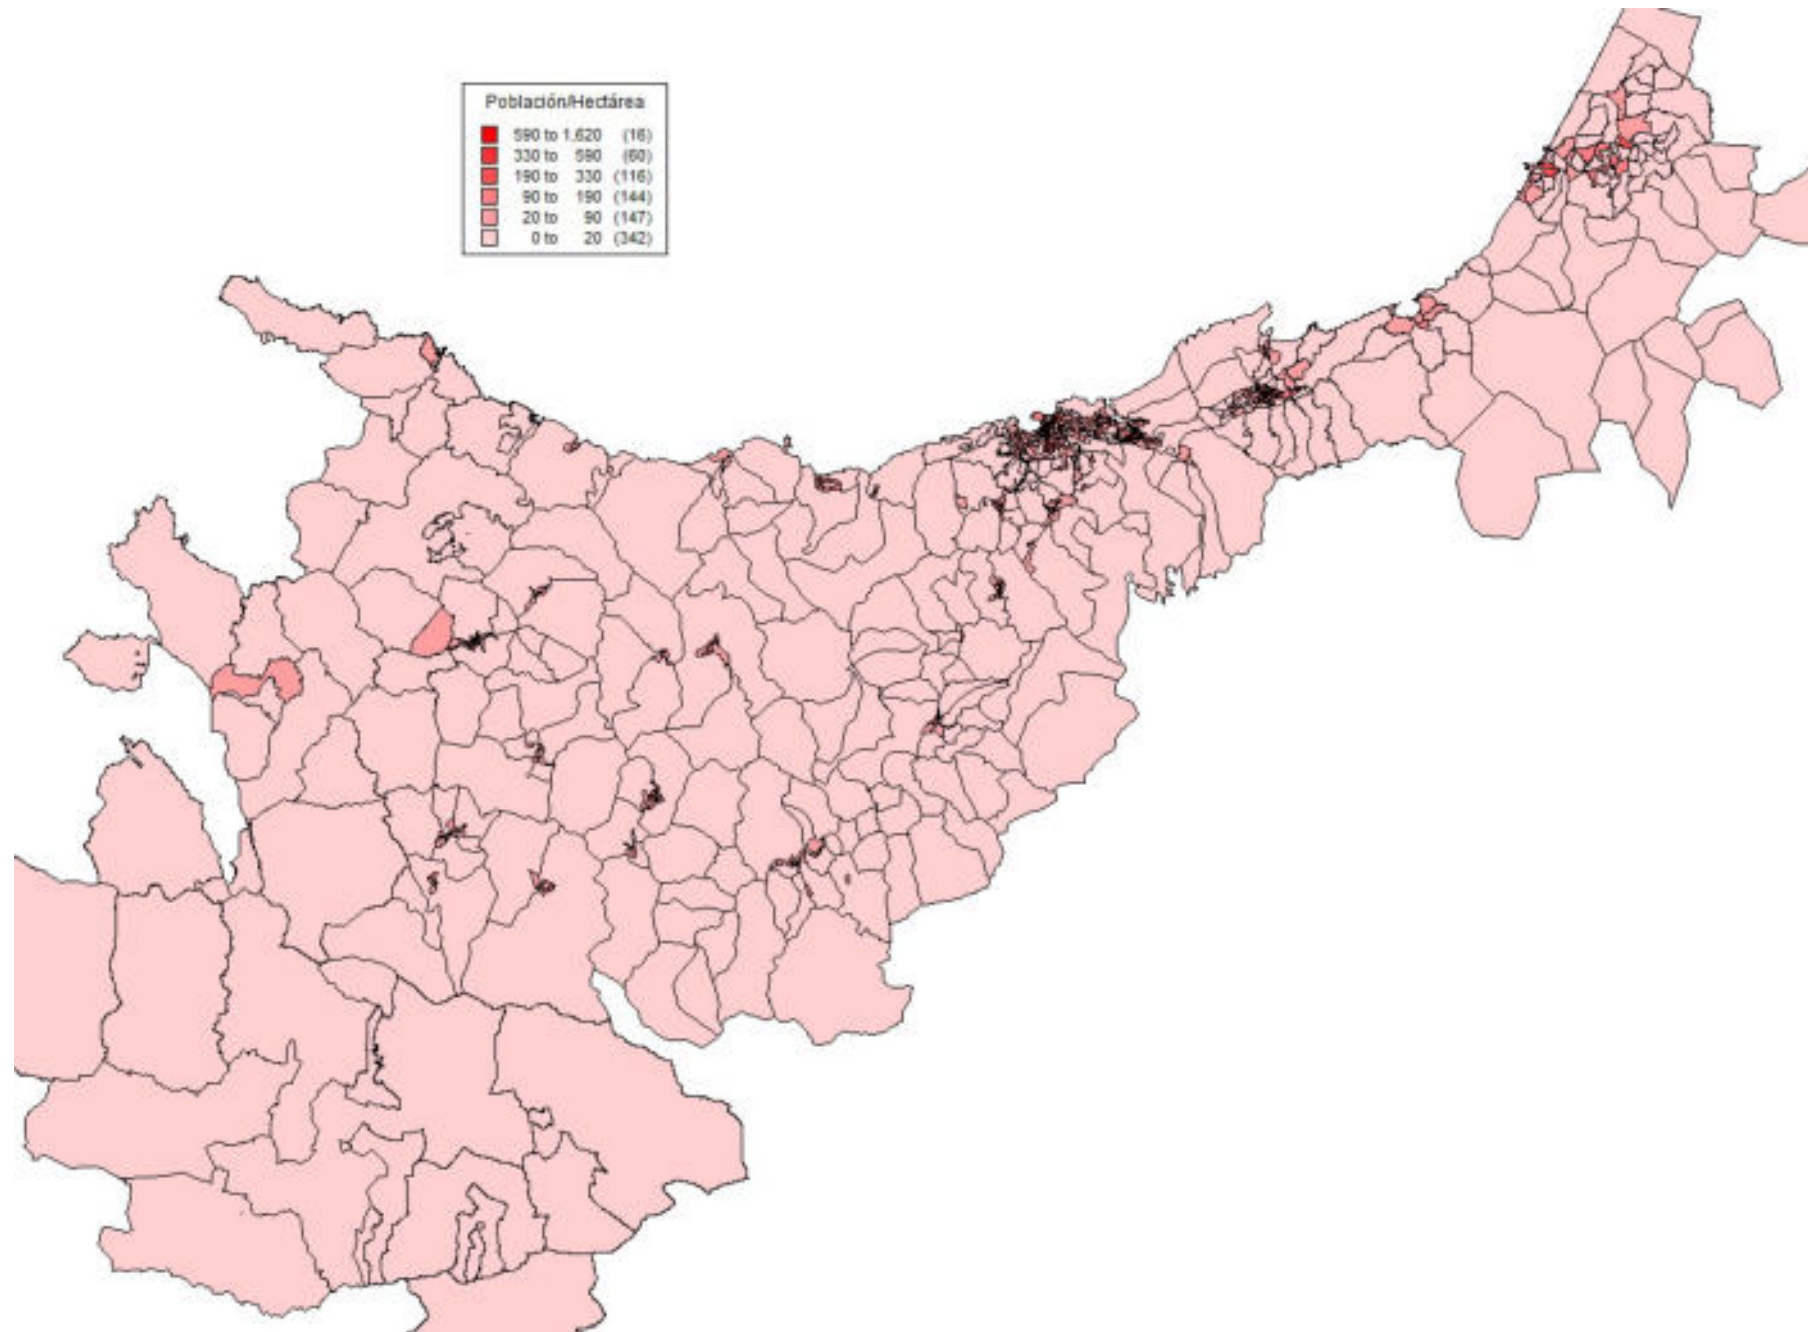 Población/Hectárea
590 to 1,620 (16)
330 to 590 (60)
190 to 330 (116)
90 to 190 (144)
20 to 90 (147)
0 to 20 (342)